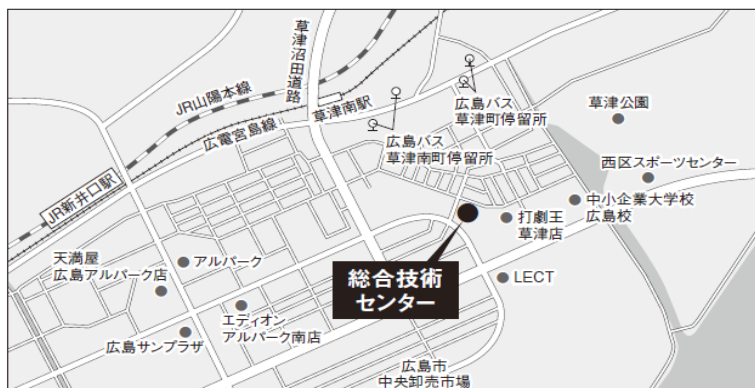 草津沼田道路
JR山陽本線
草津南駅
広電宮島線
広島バス
草津町停留所
草津公園
広島バス
草津南町停留所
西区スポーツセンター
JR新井口駅
中小企業大学校
広島校
打劇王
草津店
天満屋
広島アルパーク店
アルパーク
総合技術
センター
LECT
エディオン
アルパーク南店
広島サンプラザ
広島市
中央卸売市場